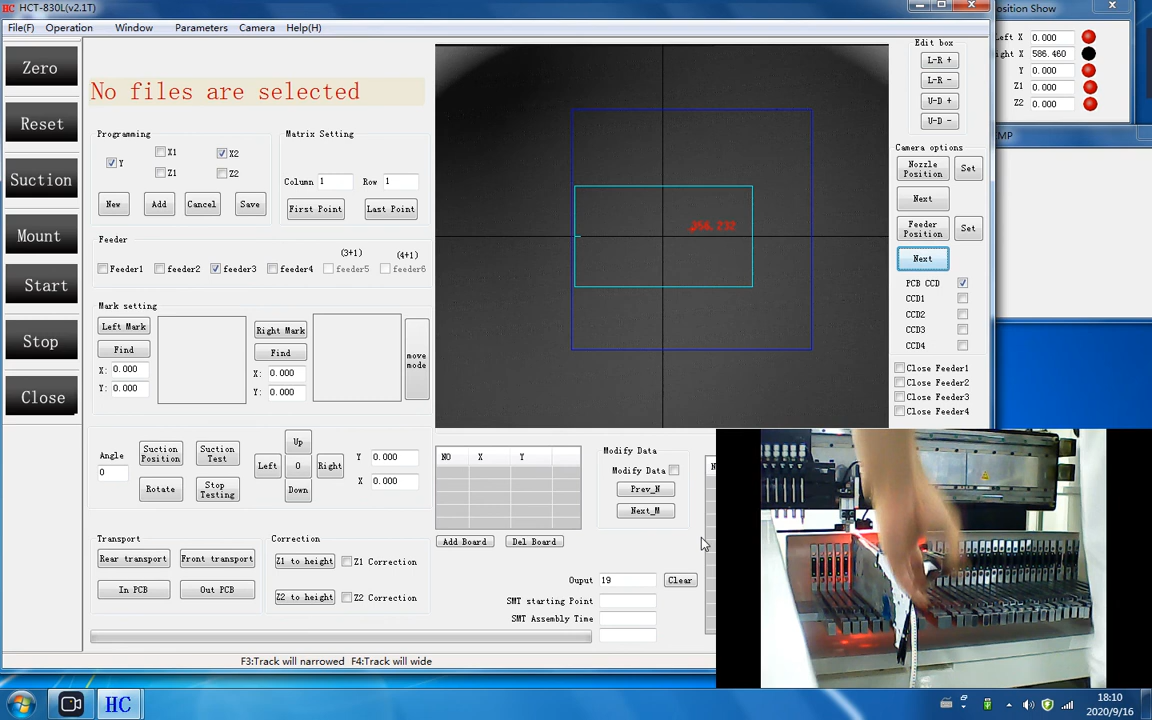 HC HCT-830L(v2.1T)
File(F) Operation Window Parameters Camera Help(H)
Zero
Reset
Suction
Mount
Start
Stop
Close
No files are selected
Programming
Y X1 X2
Z1 Z2
New Add Cancel Save
Matrix Setting
Column 1 Row 1
First Point Last Point
Feeder
(3+1) (4+1)
Feeder1 feeder2 feeder3 feeder4 feeder5 feeder6
Mark setting
Left Mark
Find
X: 0.000
Y: 0.000
Right Mark
Find
X: 0.000
Y: 0.000
move
mode
Angle
0
Suction
Position
Suction
Test
Rotate
Stop
Testing
Up
Left 0 Right
Down
Y 0.000
X 0.000
Transport
Rear transport Front transport
In PCB Out PCB
Correction
Z1 to height Z1 Correction
Z2 to height Z2 Correction
NO X Y
Add Board Del Board
Modify Data
Modify Data
Prev_N
Next_M
Ouput 19 Clear
SMT starting Point
SMT Assembly Time
F3:Track will narrowed F4:Track will wide
Edit box
L-R +
L-R -
U-D +
U-D -
Camera options
Nozzle
Position
Set
Next
Feeder
Position
Set
Next
PCB CCD
CCD1
CCD2
CCD3
CCD4
Close Feeder1
Close Feeder2
Close Feeder3
Close Feeder4
osition Show
Left X 0.000
ight X 586.460
Y 0.000
Z1 0.000
Z2 0.000
MP
N
HC
18:10
2020/9/16